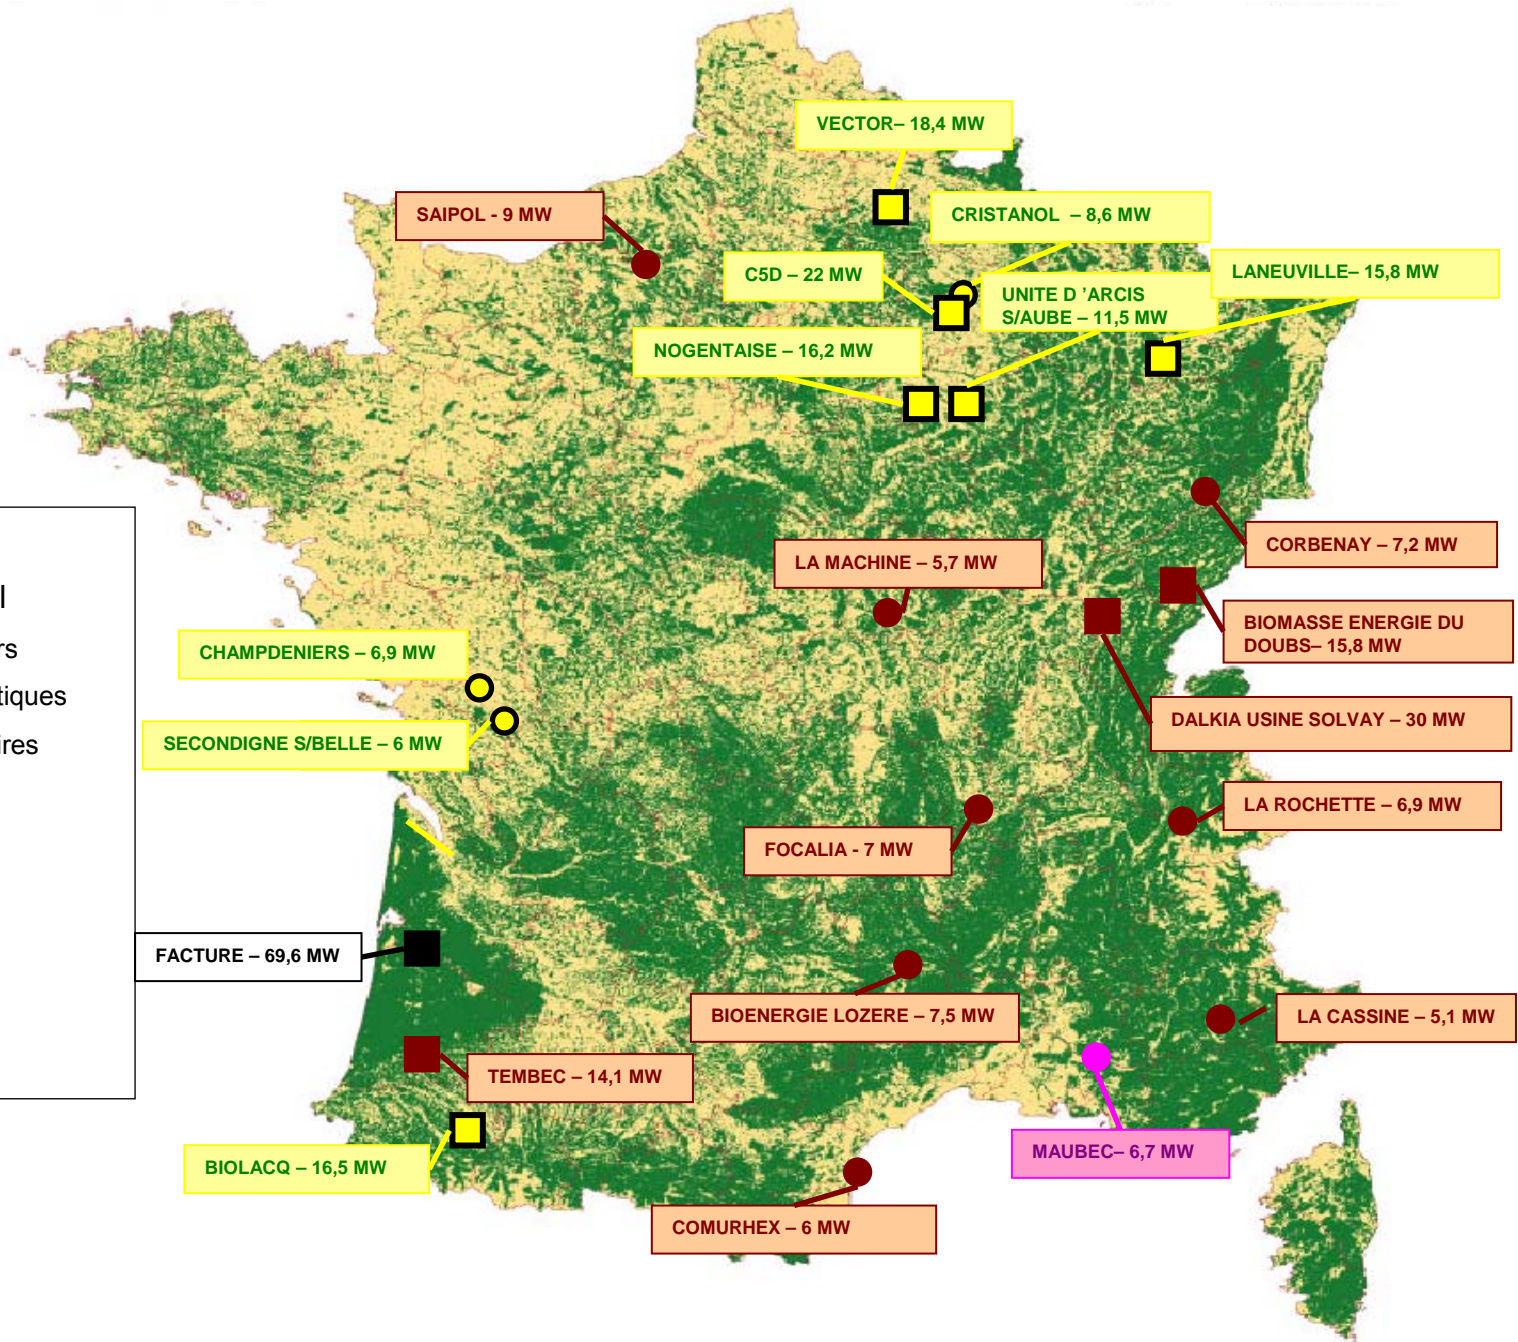 VECTOR– 18,4 MW
SAIPOL - 9 MW
CRISTANOL – 8,6 MW
C5D – 22 MW
LANEUVILLE– 15,8 MW
UNITE D 'ARCIS
S/AUBE – 11,5 MW
NOGENTAISE – 16,2 MW
CORBENAY – 7,2 MW
LA MACHINE – 5,7 MW
BIOMASSE ENERGIE DU
DOUBS– 15,8 MW
CHAMPDENIERS – 6,9 MW
DALKIA USINE SOLVAY – 30 MW
SECONDIGNE S/BELLE – 6 MW
LA ROCHETTE – 6,9 MW
FOCALIA - 7 MW
FACTURE – 69,6 MW
BIOENERGIE LOZERE – 7,5 MW
LA CASSINE – 5,1 MW
TEMBEC – 14,1 MW
MAUBEC– 6,7 MW
BIOLACQ – 16,5 MW
COMURHEX – 6 MW